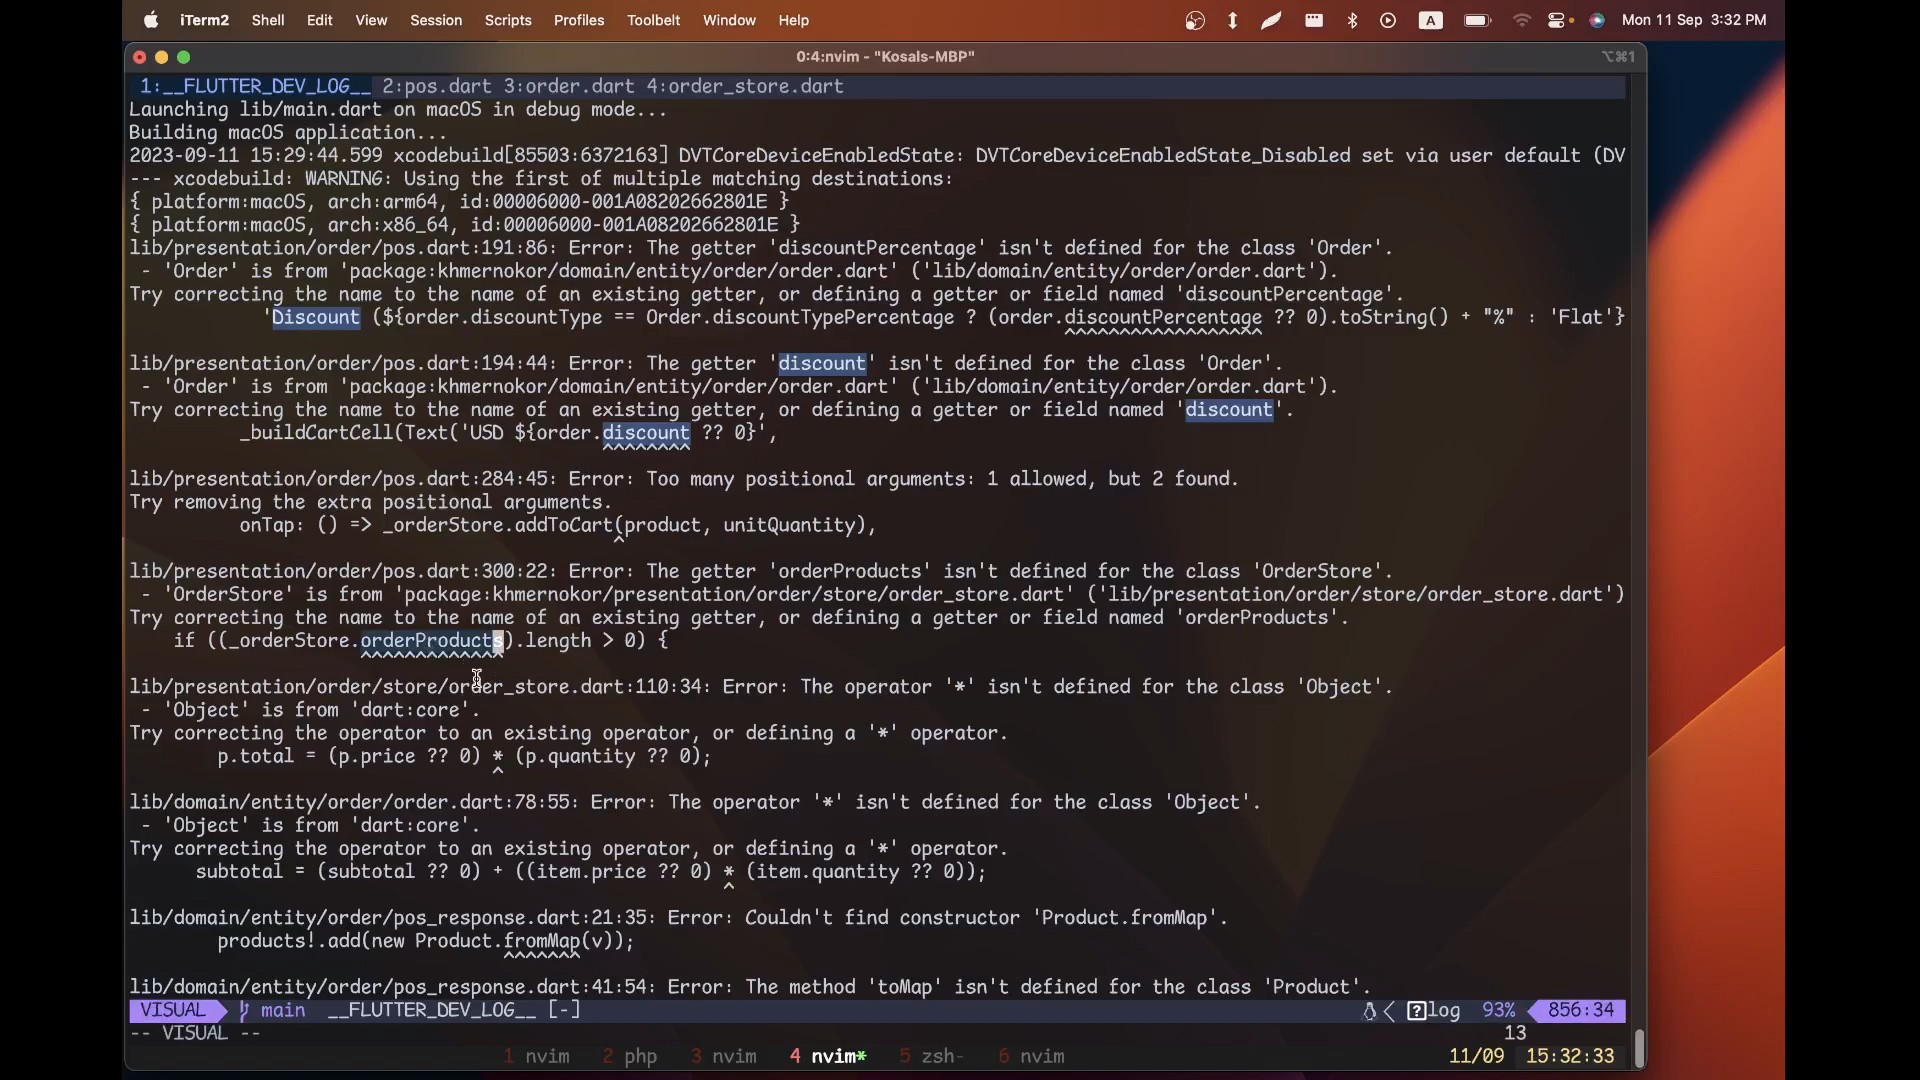 iTerm2 Shell Edit View Session Scripts Profiles Toolbelt Window Help A Mon 11 Sep 3:32 PM
0:4:nvim - "Kosals-MBP" ⌥⌘1
1:__FLUTTER_DEV_LOG__ 2:pos.dart 3:order.dart 4:order_store.dart
Launching lib/main.dart on macOS in debug mode...
Building macOS application...
2023-09-11 15:29:44.599 xcodebuild[85503:6372163] DVTCoreDeviceEnabledState: DVTCoreDeviceEnabledState_Disabled set via user default (DV
--- xcodebuild: WARNING: Using the first of multiple matching destinations:
{ platform:macOS, arch:arm64, id:00006000-001A08202662801E }
{ platform:macOS, arch:x86_64, id:00006000-001A08202662801E }
lib/presentation/order/pos.dart:191:86: Error: The getter 'discountPercentage' isn't defined for the class 'Order'.
- 'Order' is from 'package:khmernokor/domain/entity/order/order.dart' ('lib/domain/entity/order/order.dart').
Try correcting the name to the name of an existing getter, or defining a getter or field named 'discountPercentage'.
'Discount (${order.discountType == Order.discountTypePercentage ? (order.discountPercentage ?? 0).toString() + "%" : 'Flat'}
^^^^^^^^^^^^^^^^^^
lib/presentation/order/pos.dart:194:44: Error: The getter 'discount' isn't defined for the class 'Order'.
- 'Order' is from 'package:khmernokor/domain/entity/order/order.dart' ('lib/domain/entity/order/order.dart').
Try correcting the name to the name of an existing getter, or defining a getter or field named 'discount'.
_buildCartCell(Text('USD ${order.discount ?? 0}',
^^^^^^^^
lib/presentation/order/pos.dart:284:45: Error: Too many positional arguments: 1 allowed, but 2 found.
Try removing the extra positional arguments.
onTap: () => _orderStore.addToCart(product, unitQuantity),
^
lib/presentation/order/pos.dart:300:22: Error: The getter 'orderProducts' isn't defined for the class 'OrderStore'.
- 'OrderStore' is from 'package:khmernokor/presentation/order/store/order_store.dart' ('lib/presentation/order/store/order_store.dart')
Try correcting the name to the name of an existing getter, or defining a getter or field named 'orderProducts'.
if ((_orderStore.orderProducts).length > 0) {
^^^^^^^^^^^^^
lib/presentation/order/store/order_store.dart:110:34: Error: The operator '*' isn't defined for the class 'Object'.
- 'Object' is from 'dart:core'.
Try correcting the operator to an existing operator, or defining a '*' operator.
p.total = (p.price ?? 0) * (p.quantity ?? 0);
^
lib/domain/entity/order/order.dart:78:55: Error: The operator '*' isn't defined for the class 'Object'.
- 'Object' is from 'dart:core'.
Try correcting the operator to an existing operator, or defining a '*' operator.
subtotal = (subtotal ?? 0) + ((item.price ?? 0) * (item.quantity ?? 0));
^
lib/domain/entity/order/pos_response.dart:21:35: Error: Couldn't find constructor 'Product.fromMap'.
products!.add(new Product.fromMap(v));
^^^^^^^
lib/domain/entity/order/pos_response.dart:41:54: Error: The method 'toMap' isn't defined for the class 'Product'.
VISUAL main __FLUTTER_DEV_LOG__ [-] ?log 93% 856:34
-- VISUAL -- 13
1 nvim 2 php 3 nvim 4 nvim* 5 zsh- 6 nvim 11/09 15:32:33